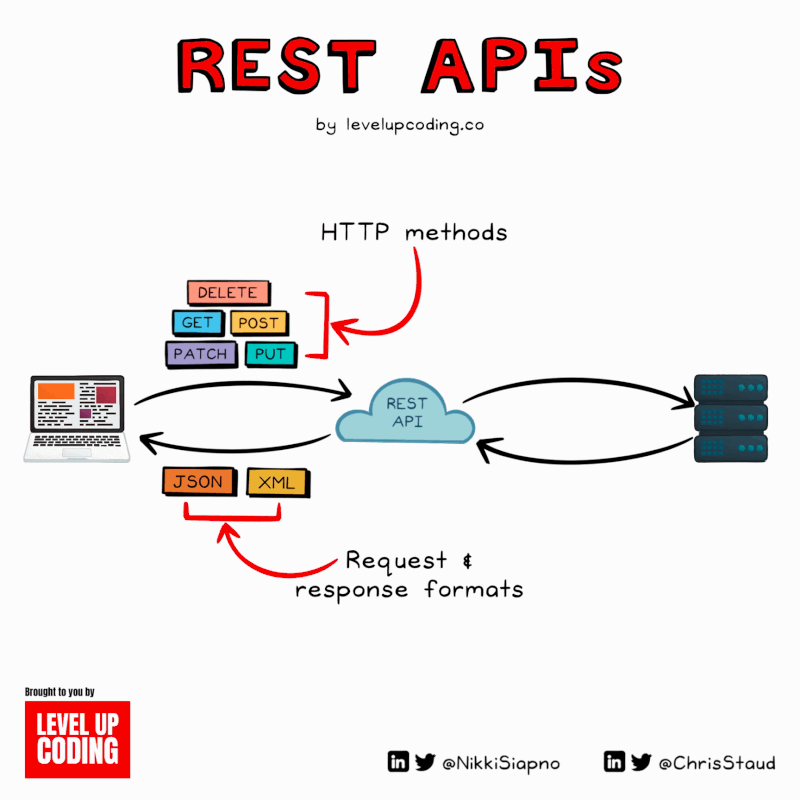 REST APIs
by levelupcoding.co
HTTP methods
DELETE
GET POST
PATCH PUT
REST
API
JSON XML
Request &
response formats
Brought to you by
LEVEL UP
CODING
@NikkiSiapno
@ChrisStaud